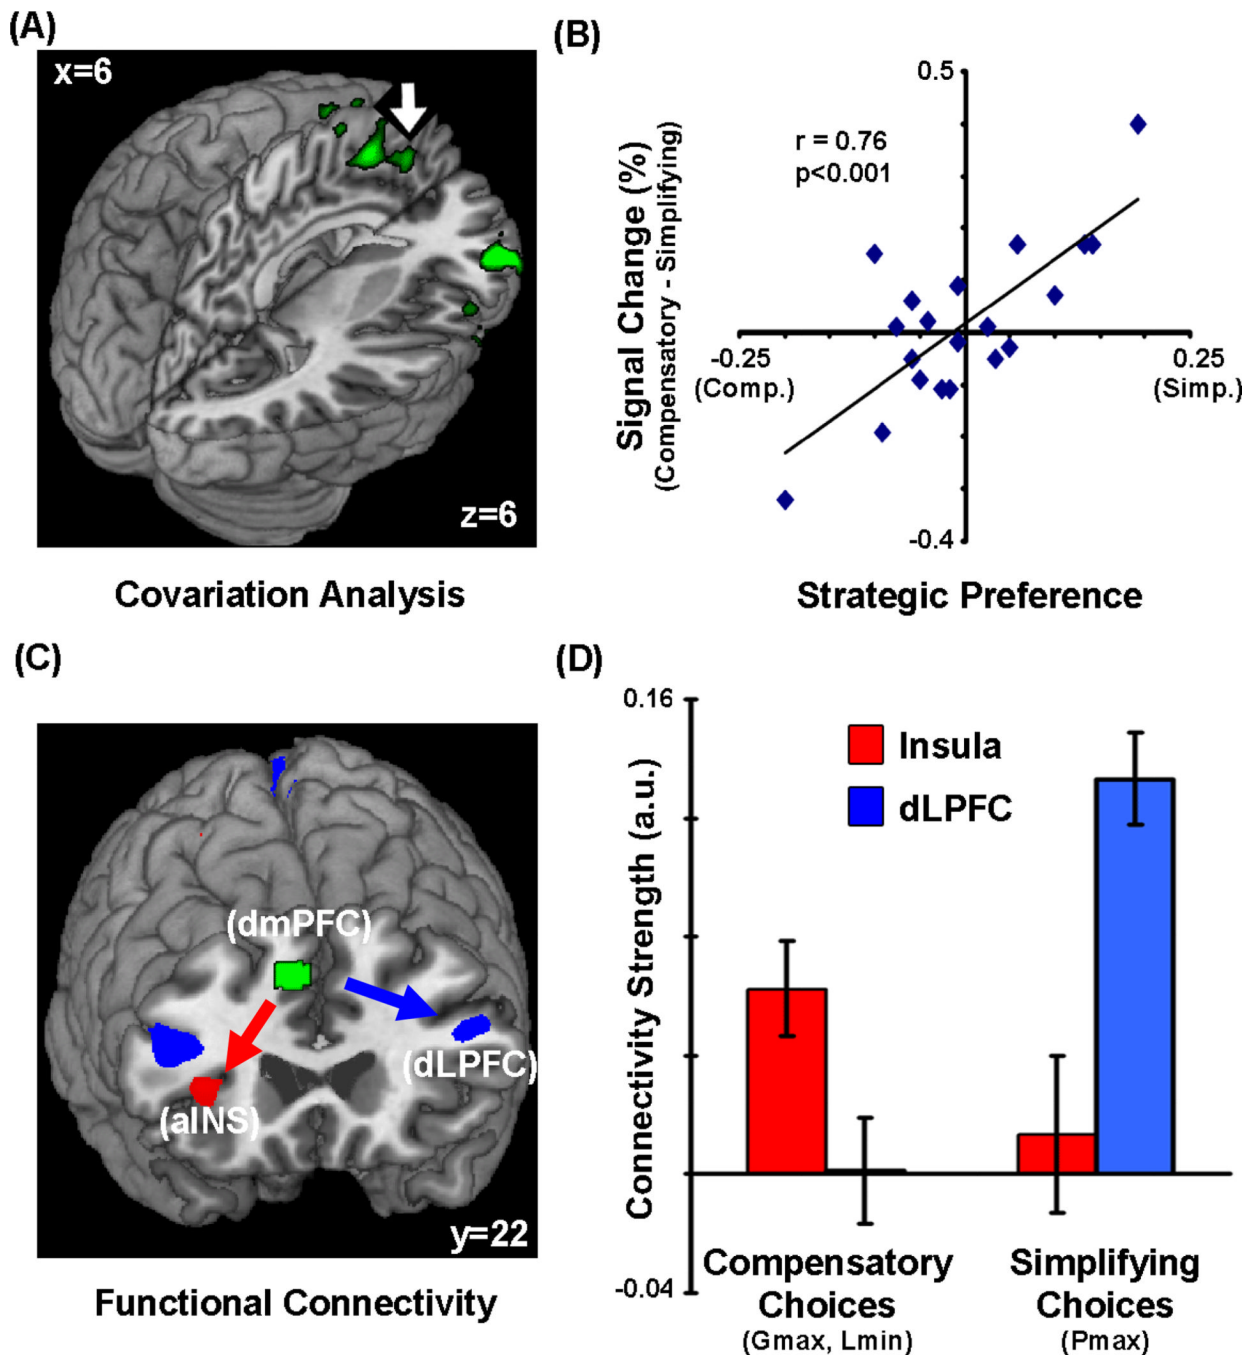 (A)
x=6
z=6
Covariation Analysis
(B)
0.5
r = 0.76
p<0.001
Signal Change (%)
(Compensatory - Simplifying)
-0.25
(Comp.)
0.25
(Simp.)
-0.4
Strategic Preference
(C)
(dmPFC)
(dLPFC)
(aINS)
y=22
Functional Connectivity
(D)
0.16
Insula
dLPFC
Connectivity Strength (a.u.)
-0.04
Compensatory
Choices
(Gmax, Lmin)
Simplifying
Choices
(Pmax)